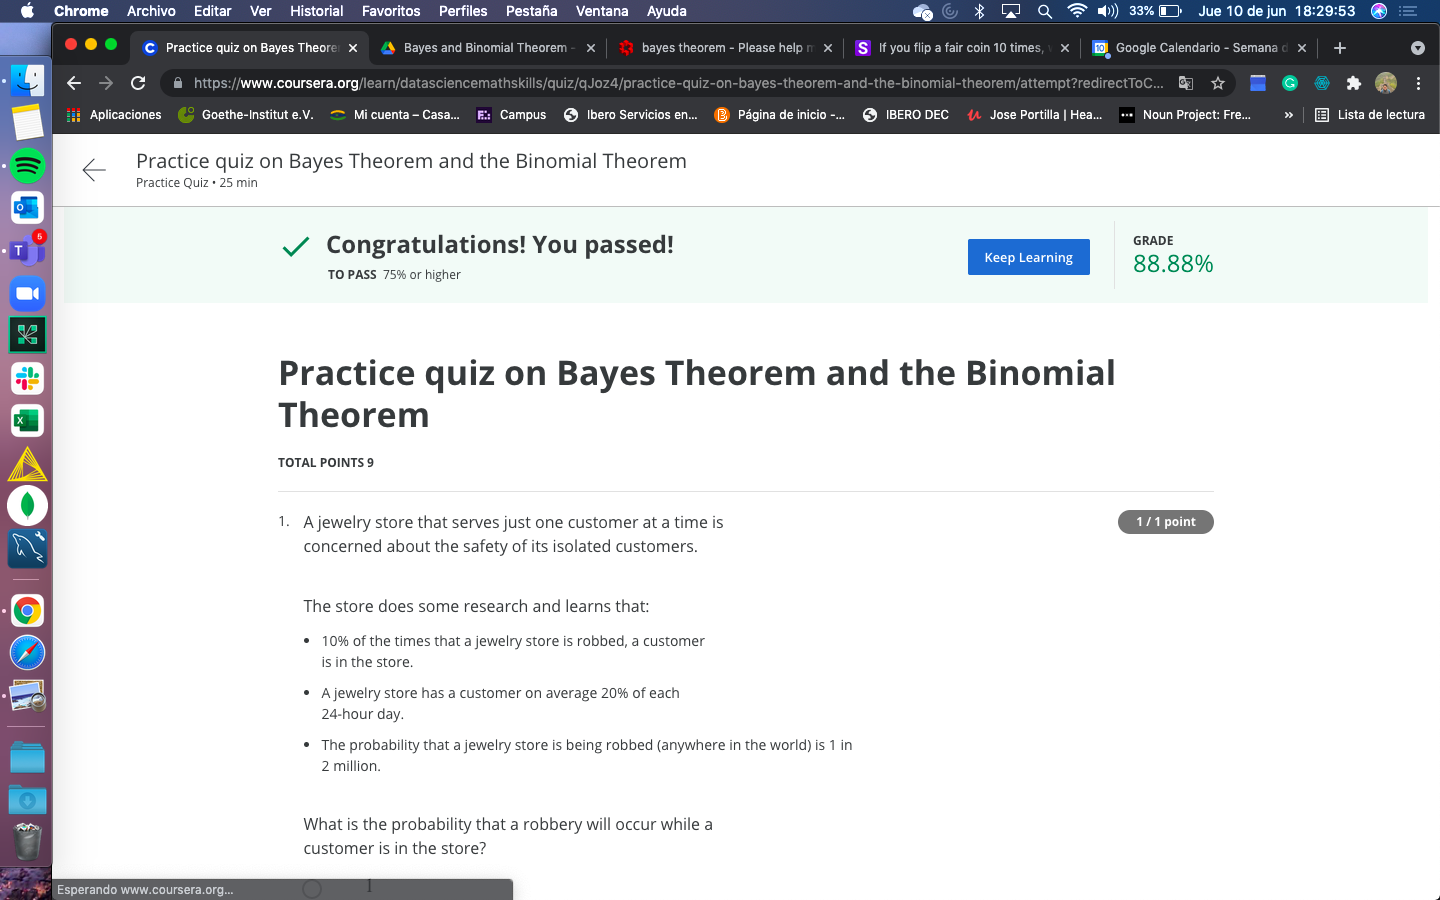 Chrome Archivo Editar Ver Historial Favoritos Perfiles Pestaña Ventana Ayuda 33% Jue 10 de jun 18:29:53
Practice quiz on Bayes Theore Bayes and Binomial Theorem - bayes theorem - Please help m If you flip a fair coin 10 times, Google Calendario - Semana d
https://www.coursera.org/learn/datasciencemathskills/quiz/qJoz4/practice-quiz-on-bayes-theorem-and-the-binomial-theorem/attempt?redirectToC...
Aplicaciones Goethe-Institut e.V. Mi cuenta – Casa... Campus Ibero Servicios en... Página de inicio -... IBERO DEC Jose Portilla | Hea... Noun Project: Fre... » Lista de lectura
Practice quiz on Bayes Theorem and the Binomial Theorem
Practice Quiz • 25 min
Congratulations! You passed!
TO PASS 75% or higher
Keep Learning
GRADE
88.88%
Practice quiz on Bayes Theorem and the Binomial
Theorem
TOTAL POINTS 9
1. A jewelry store that serves just one customer at a time is
concerned about the safety of its isolated customers.
1 / 1 point
The store does some research and learns that:
• 10% of the times that a jewelry store is robbed, a customer
is in the store.
• A jewelry store has a customer on average 20% of each
24-hour day.
• The probability that a jewelry store is being robbed (anywhere in the world) is 1 in
2 million.
What is the probability that a robbery will occur while a
customer is in the store?
Esperando www.coursera.org...
5